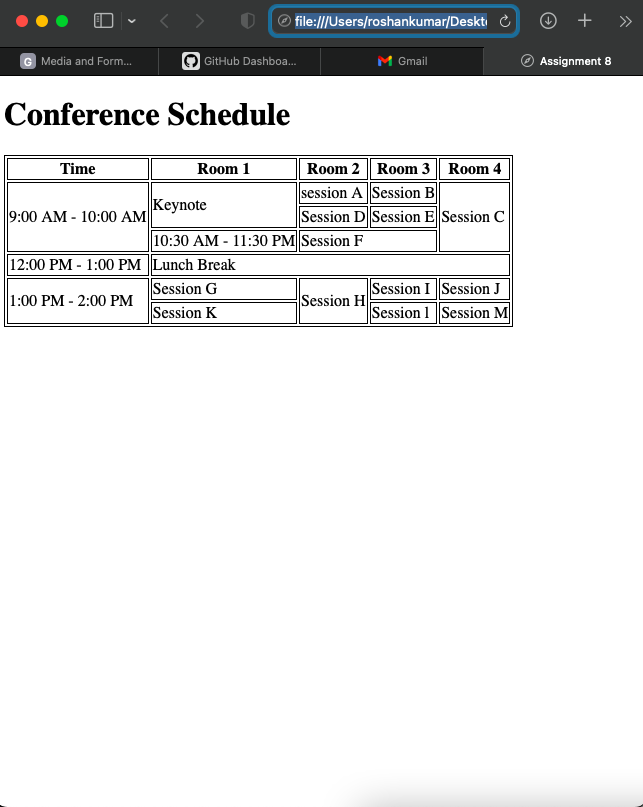 file:///Users/roshankumar/Deskt
G Media and Form...
GitHub Dashboa...
Gmail
Assignment 8
Conference Schedule
Time Room 1 Room 2 Room 3 Room 4
9:00 AM - 10:00 AM Keynote session A Session B Session C
Session D Session E
10:30 AM - 11:30 PM Session F
12:00 PM - 1:00 PM Lunch Break
1:00 PM - 2:00 PM Session G Session H Session I Session J
Session K Session l Session M